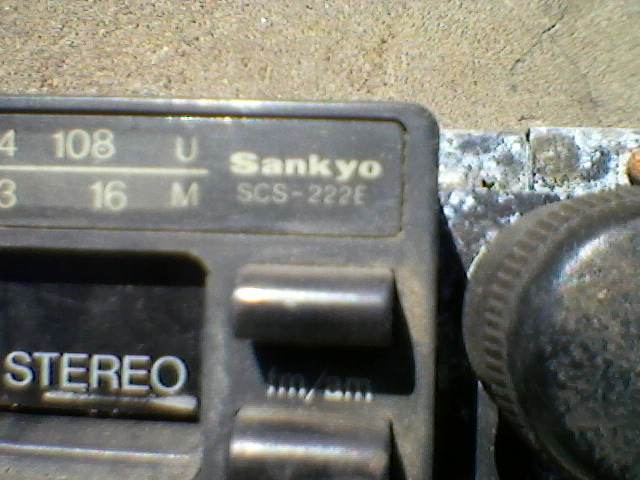 4 108 U
3 16 M
Sankyo
SCS-222E
STEREO
fm/am